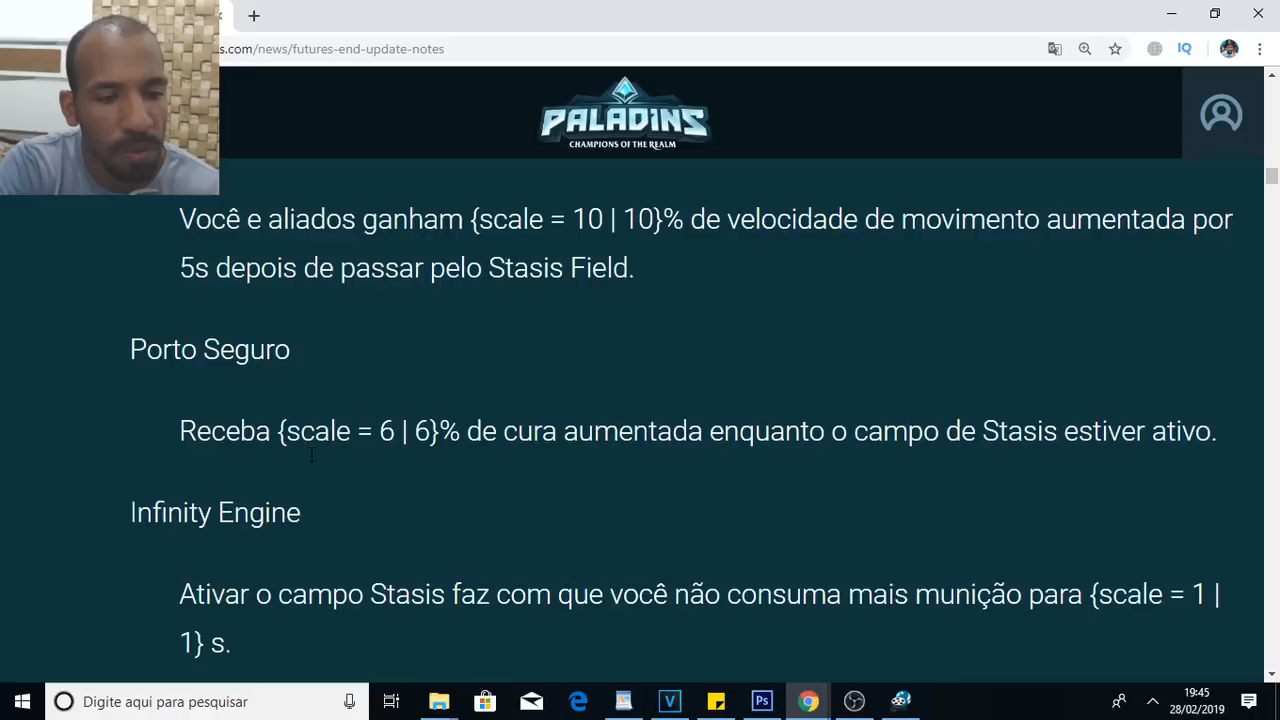 s.com/news/futures-end-update-notes
IQ
PALADINS
CHAMPIONS OF THE REALM
Você e aliados ganham {scale = 10 | 10}% de velocidade de movimento aumentada por
5s depois de passar pelo Stasis Field.
Porto Seguro
Receba {scale = 6 | 6}% de cura aumentada enquanto o campo de Stasis estiver ativo.
Infinity Engine
Ativar o campo Stasis faz com que você não consuma mais munição para {scale = 1 |
1} s.
Digite aqui para pesquisar
V
Ps
9:45
28/02/2019